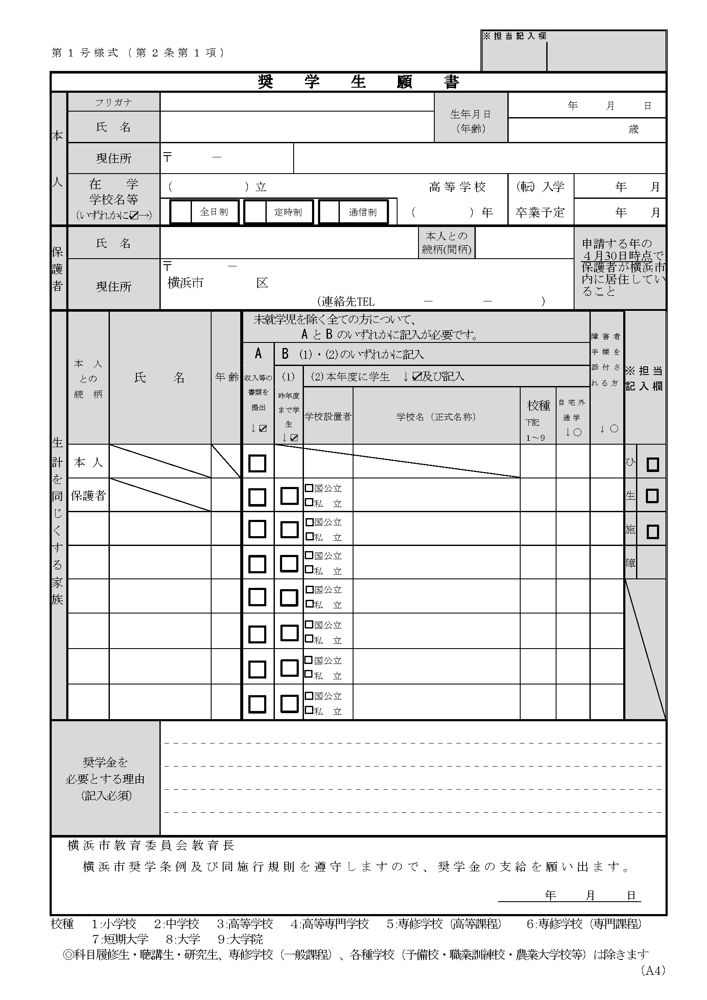 ※担当記入欄
第1号様式（第2条第1項）
奨学生願書
本人
フリガナ
氏　名
生年月日
（年齢）
年　月　日
歳
現住所
〒　－
在　学
学校名等
（いずれかに☑→）
（　　　）立
高等学校
全日制
定時制
通信制
（　　　）年
（転）入学
年　月
卒業予定
年　月
保護者
氏　名
本人との
続柄(間柄)
申請する年の
４月30日時点で
保護者が横浜市
内に居住してい
ること
現住所
〒　－
横浜市　　　区
（連絡先TEL　　－　　－　　）
生計を同じくする家族
本　人
との
続　柄
氏　　名
年齢
未就学児を除く全ての方について、
A と B のいずれかに記入が必要です。
A
収入等の
書類を
提出
↓☑
B (1)・(2)のいずれかに記入
(1)
昨年度
まで学
生
↓☑
(2)本年度に学生　↓☑及び記入
学校設置者
学校名（正式名称）
校種
下記
1～9
自宅外
通学
↓○
障害者
手帳を
添付さ
れる方
↓ ○
※担当
記入欄
本 人
□
ひ □
保護者
□ □ □国公立
□私　立
生 □
□ □ □国公立
□私　立
施 □
□ □ □国公立
□私　立
障
□ □ □国公立
□私　立
□ □ □国公立
□私　立
□ □ □国公立
□私　立
□ □ □国公立
□私　立
奨学金を
必要とする理由
（記入必須）
横浜市教育委員会教育長
横浜市奨学条例及び同施行規則を遵守しますので、奨学金の支給を願い出ます。
年　月　日
校種　1:小学校　2:中学校　3:高等学校　4:高等専門学校　5:専修学校（高等課程）　6:専修学校（専門課程）
7:短期大学　8:大学　9:大学院
◎科目履修生・聴講生・研究生、専修学校（一般課程）、各種学校（予備校・職業訓練校・農業大学校等）は除きます
（A4）